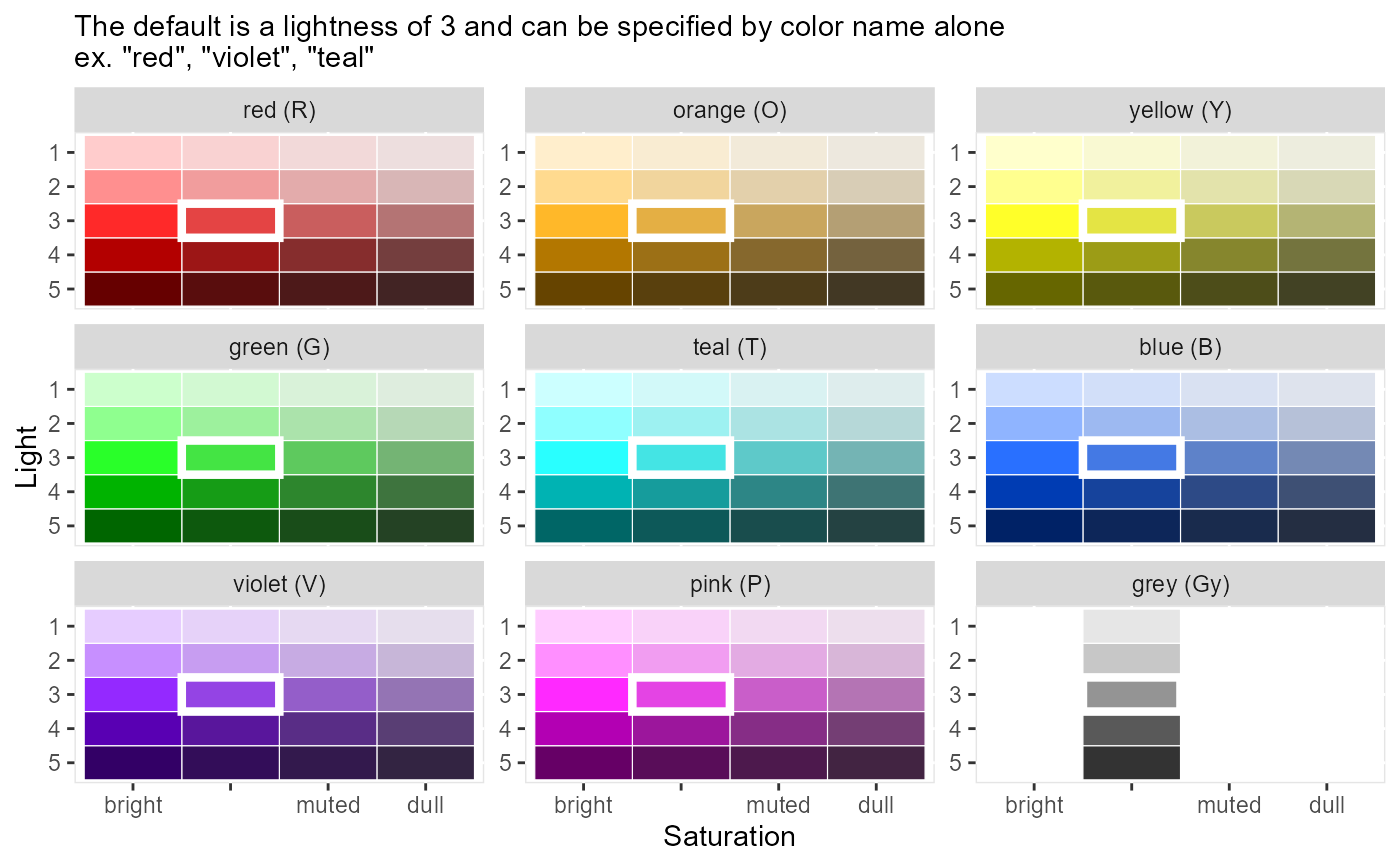 The default is a lightness of 3 and can be specified by color name alone
ex. "red", "violet", "teal"
red (R)
orange (O)
yellow (Y)
1
2
3
4
5
1
2
3
4
5
1
2
3
4
5
green (G)
teal (T)
blue (B)
1
2
3
4
5
1
2
3
4
5
1
2
3
4
5
violet (V)
pink (P)
grey (Gy)
1
2
3
4
5
1
2
3
4
5
1
2
3
4
5
Light
bright muted dull
bright muted dull
bright muted dull
Saturation